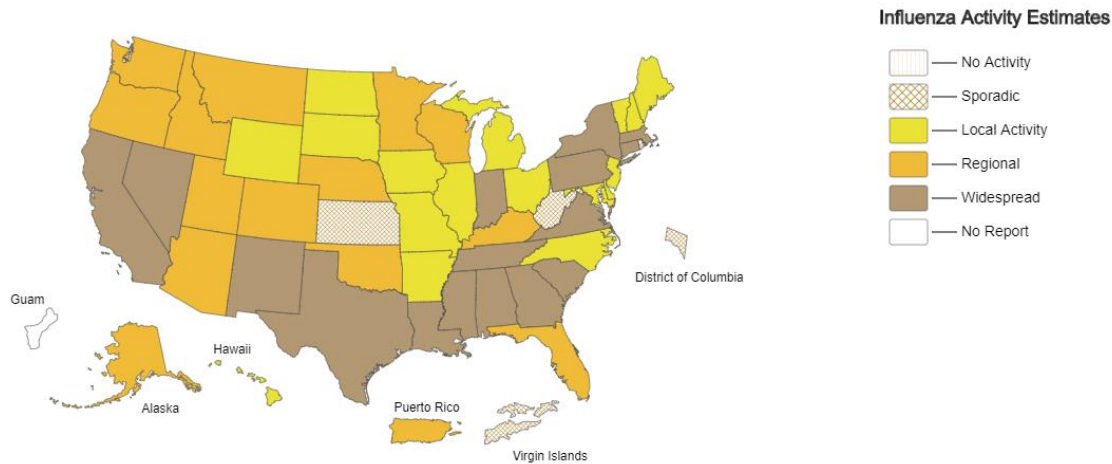 Influenza Activity Estimates
No Activity
Sporadic
Local Activity
Regional
Widespread
No Report
District of Columbia
Guam
Hawaii
Alaska
Puerto Rico
Virgin Islands